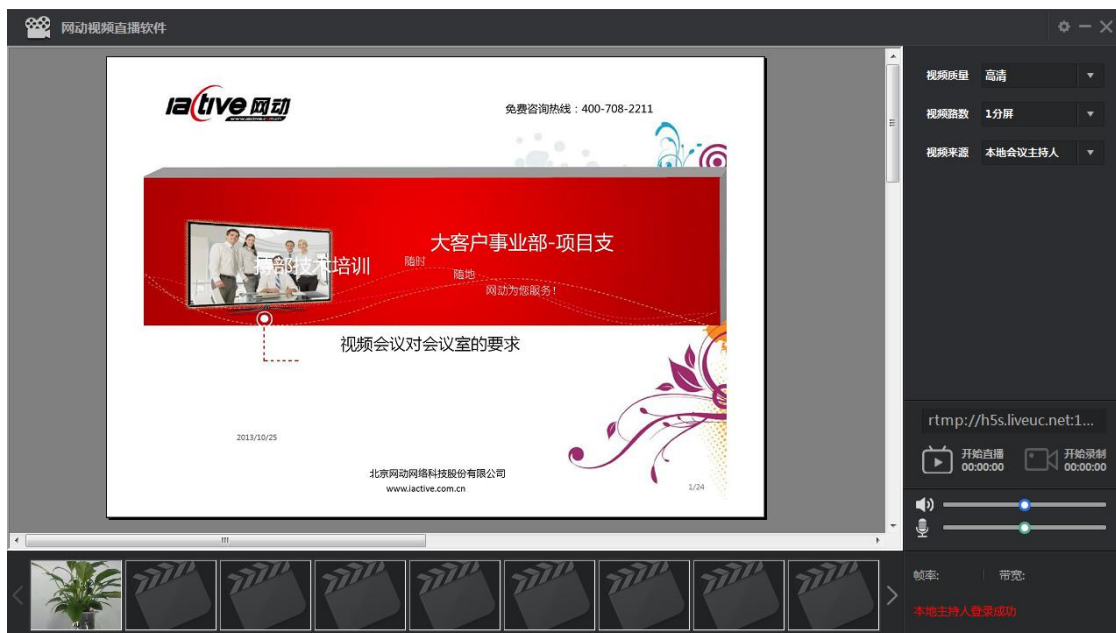 网动视频直播软件
iactive 网动
www.iactive.com.cn
免费咨询热线：400-708-2211
大客户事业部-项目支
持部技术培训
随时
随地
网动为您服务！
视频会议对会议室的要求
2013/10/25
北京网动网络科技股份有限公司
www.iactive.com.cn
1/24
视频质量 高清
视频路数 1分屏
视频来源 本地会议主持人
rtmp://h5s.liveuc.net:1...
开始直播 开始录制
00:00:00 00:00:00
帧率: 带宽:
本地主持人登录成功